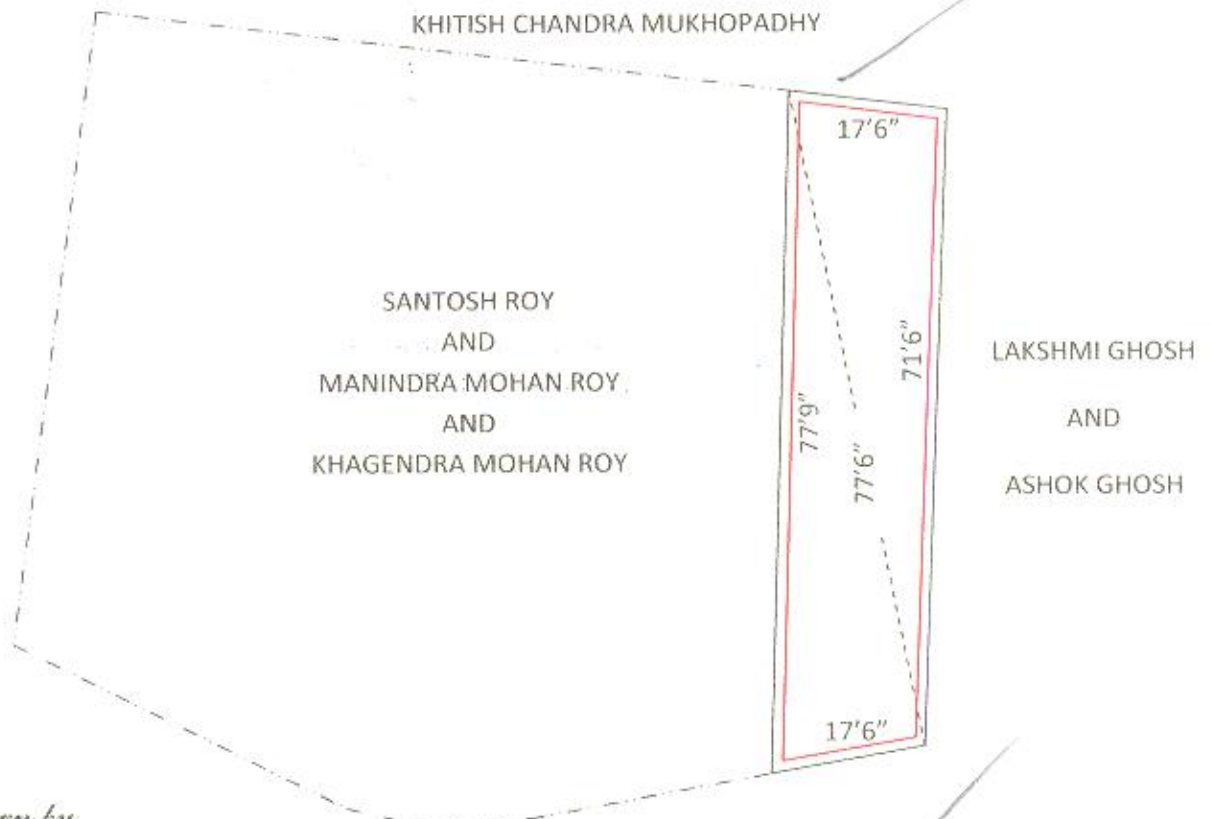 KHITISH CHANDRA MUKHOPADHY
17'6"
SANTOSH ROY
AND
MANINDRA MOHAN ROY
AND
KHAGENDRA MOHAN ROY
77'9"
77'6"
71'6"
LAKSHMI GHOSH
AND
ASHOK GHOSH
17'6"
by